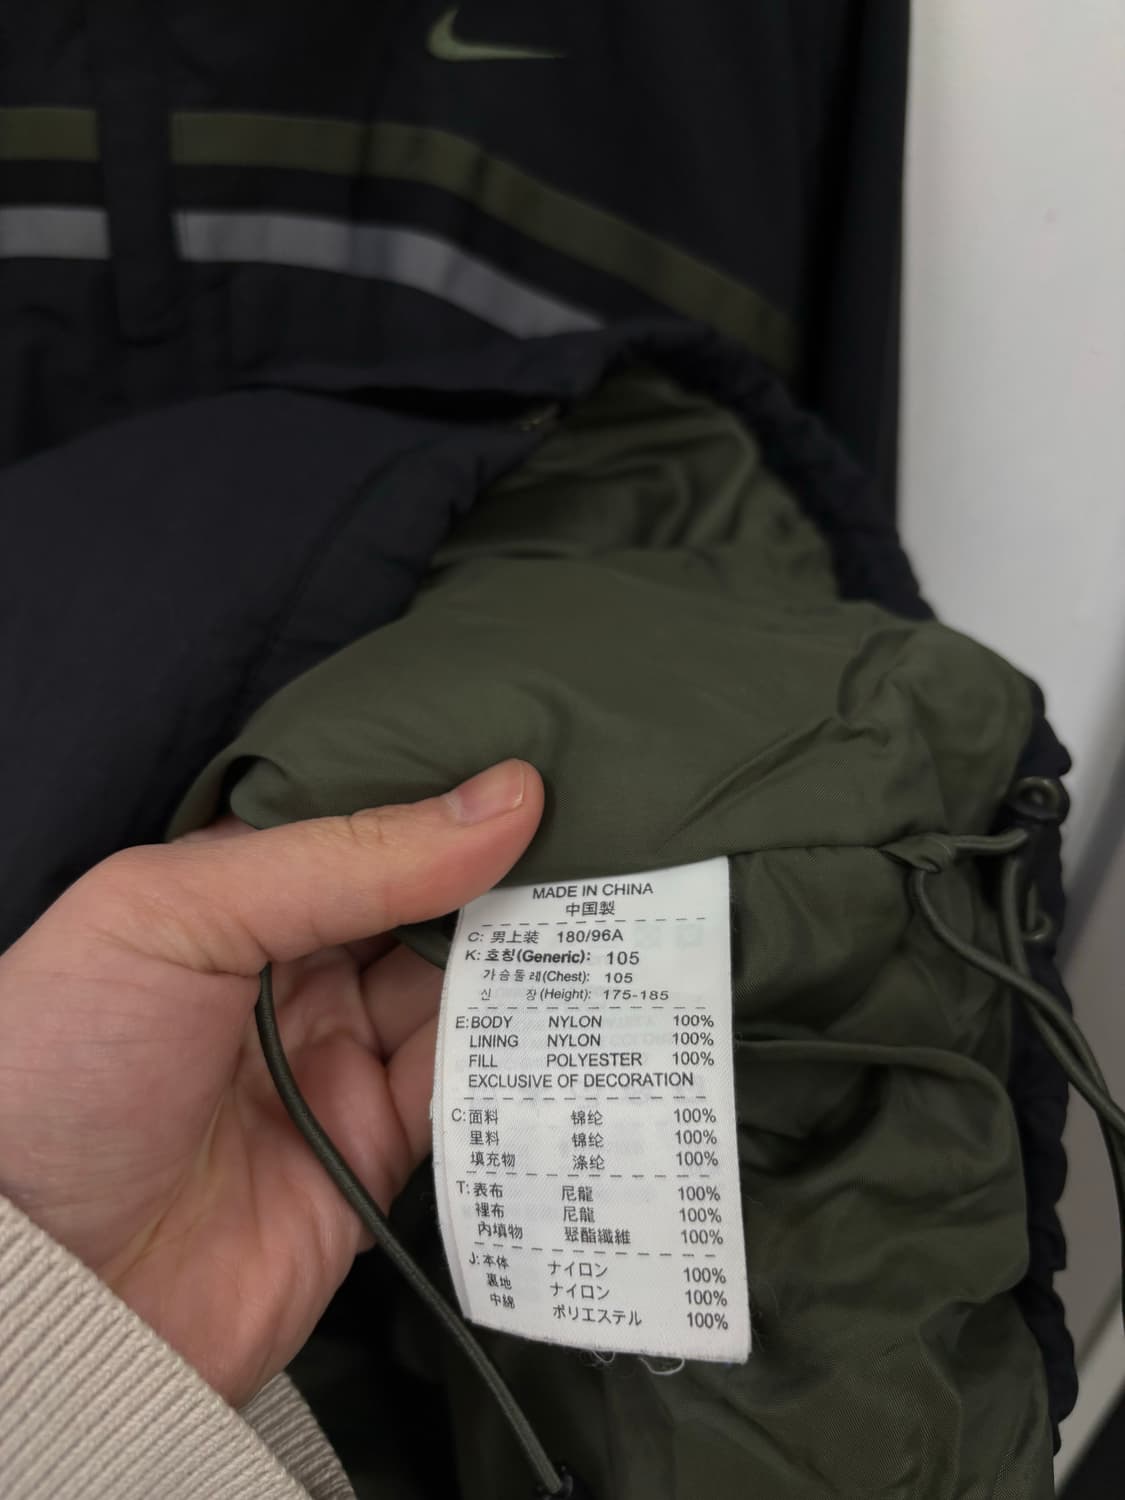 MADE IN CHINA
中国製
C: 男上装 180/96A
K: 호칭(Generic): 105
가슴둘레(Chest): 105
신 장(Height): 175-185
E:BODY NYLON 100%
LINING NYLON 100%
FILL POLYESTER 100%
EXCLUSIVE OF DECORATION
C:面料 锦纶 100%
里料 锦纶 100%
填充物 涤纶 100%
T:表布 尼龍 100%
裡布 尼龍 100%
內填物 聚酯纖維 100%
J:本体 ナイロン 100%
裏地 ナイロン 100%
中綿 ポリエステル 100%